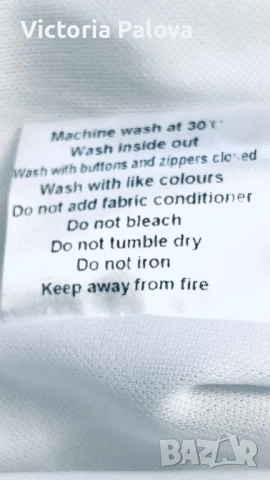 Victoria Palova
Machine wash at 30
Wash inside out
Wash with buttons and zippers closed
Wash with like colours
Do not add fabric conditioner
Do not bleach
Do not tumble dry
Do not iron
Keep away from fire
BAZAR